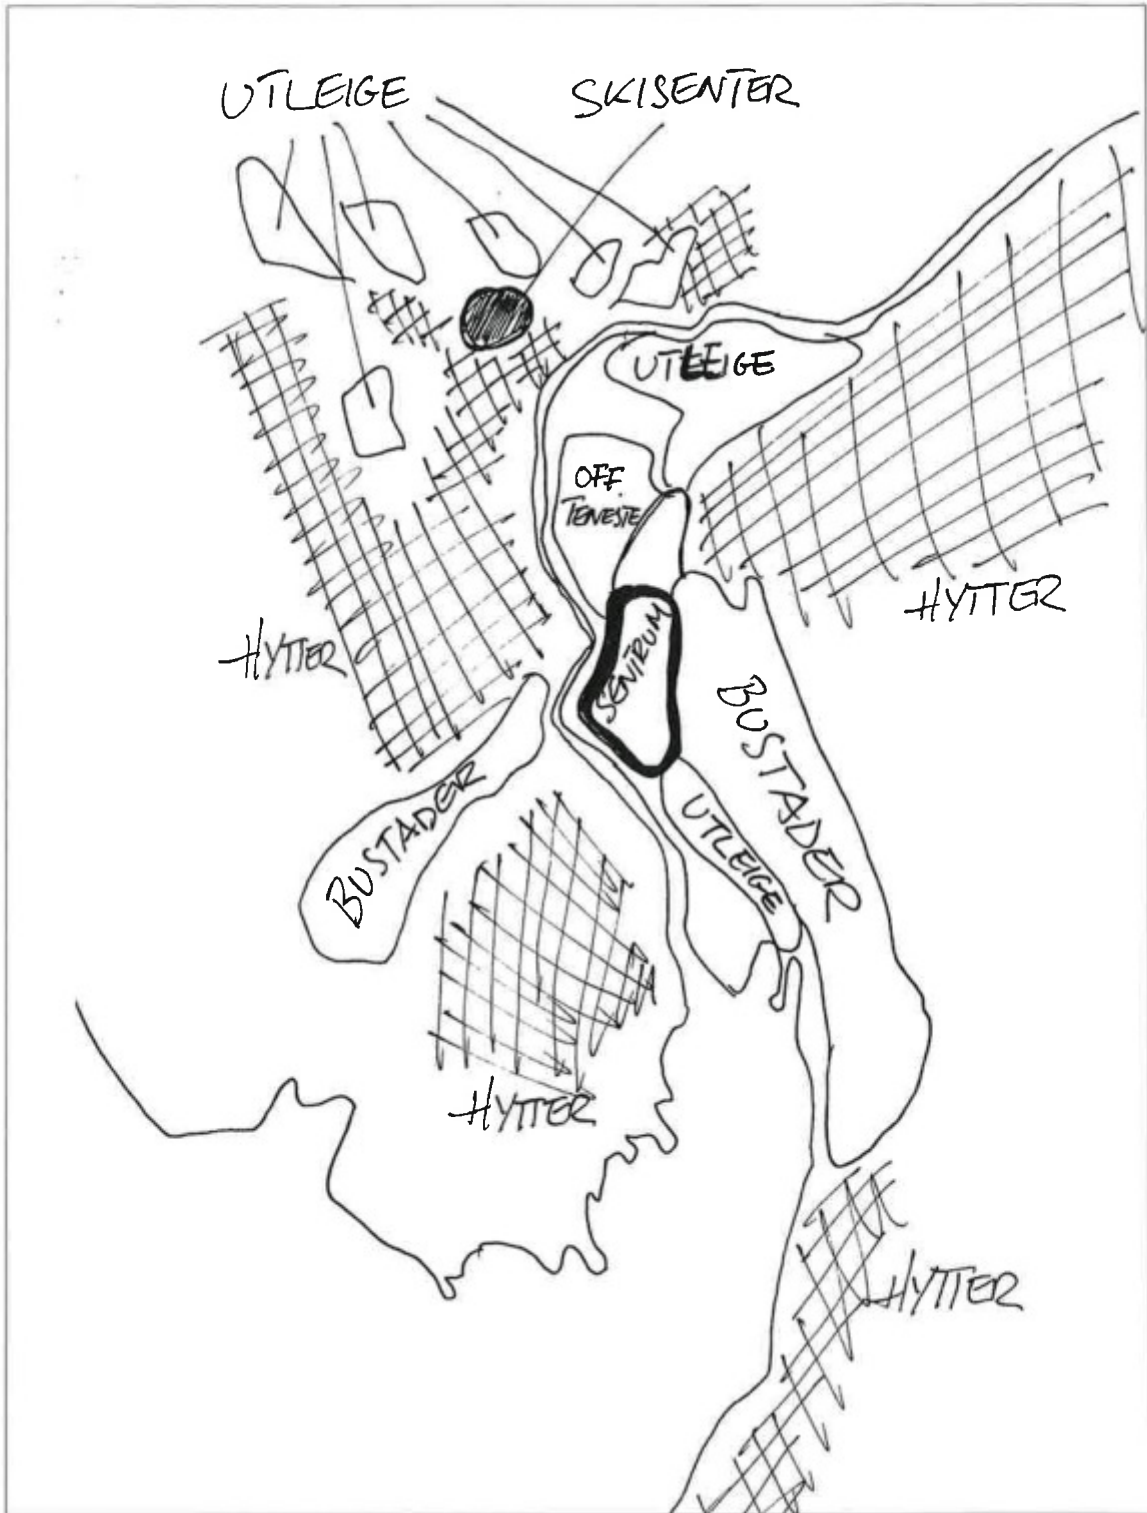 UTLEIGE
SKISENTER
UTLEIGE
OFF.
TENESTE
HYTTER
HYTTER
SENTRUM
BUSTADER
BUSTADER
UTLEIGE
HYTTER
HYTTER